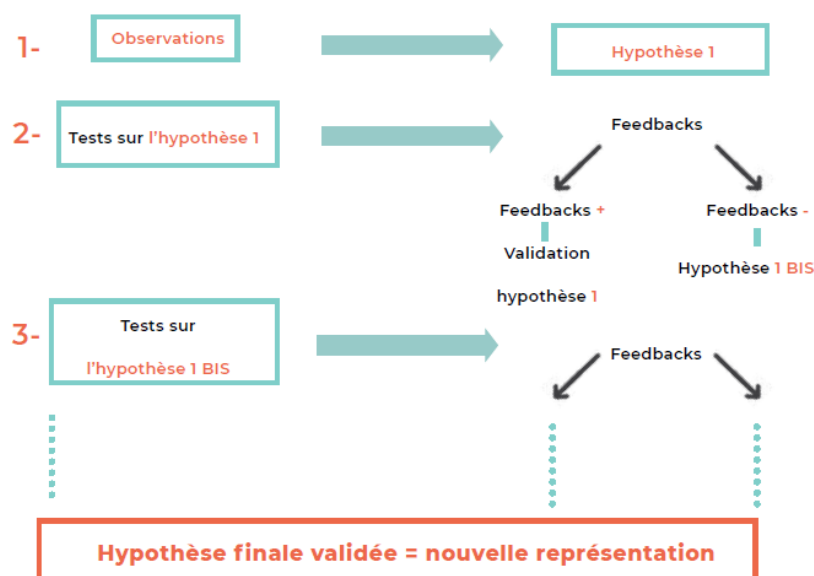 1- Observations Hypothèse 1
2- Tests sur l'hypothèse 1 Feedbacks
Feedbacks + Feedbacks -
Validation
hypothèse 1
Hypothèse 1 BIS
3- Tests sur
l'hypothèse 1 BIS
Feedbacks
Hypothèse finale validée = nouvelle représentation